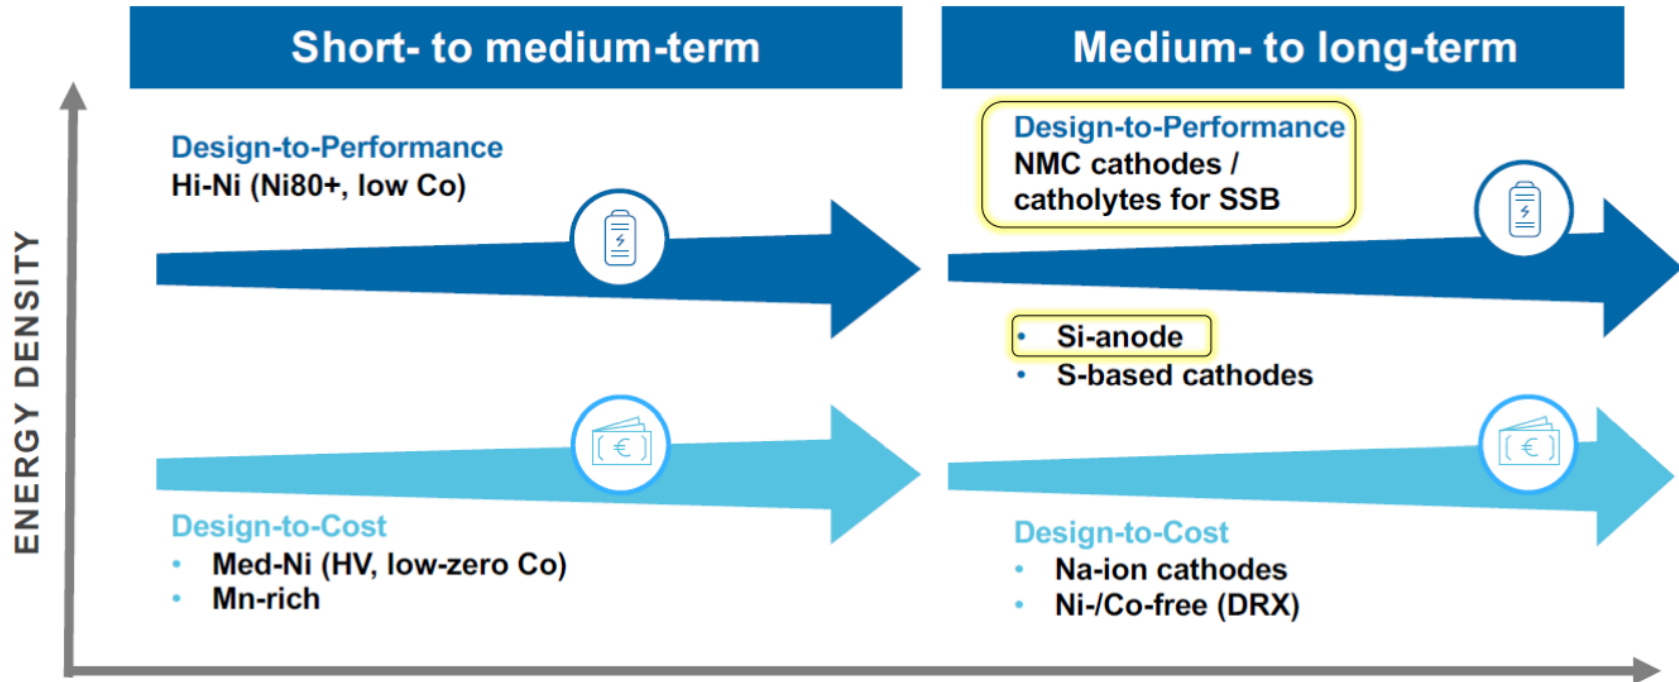 Short- to medium-term
Medium- to long-term
ENERGY DENSITY
Design-to-Performance
Hi-Ni (Ni80+, low Co)
Design-to-Performance
NMC cathodes /
catholytes for SSB
• Si-anode
• S-based cathodes
€
€
Design-to-Cost
• Med-Ni (HV, low-zero Co)
• Mn-rich
Design-to-Cost
• Na-ion cathodes
• Ni-/Co-free (DRX)